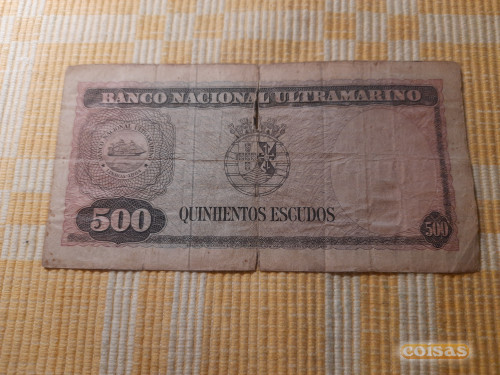 BANCO NACIONAL ULTRAMARINO
500
QUINHENTOS ESCUDOS
500
coisas